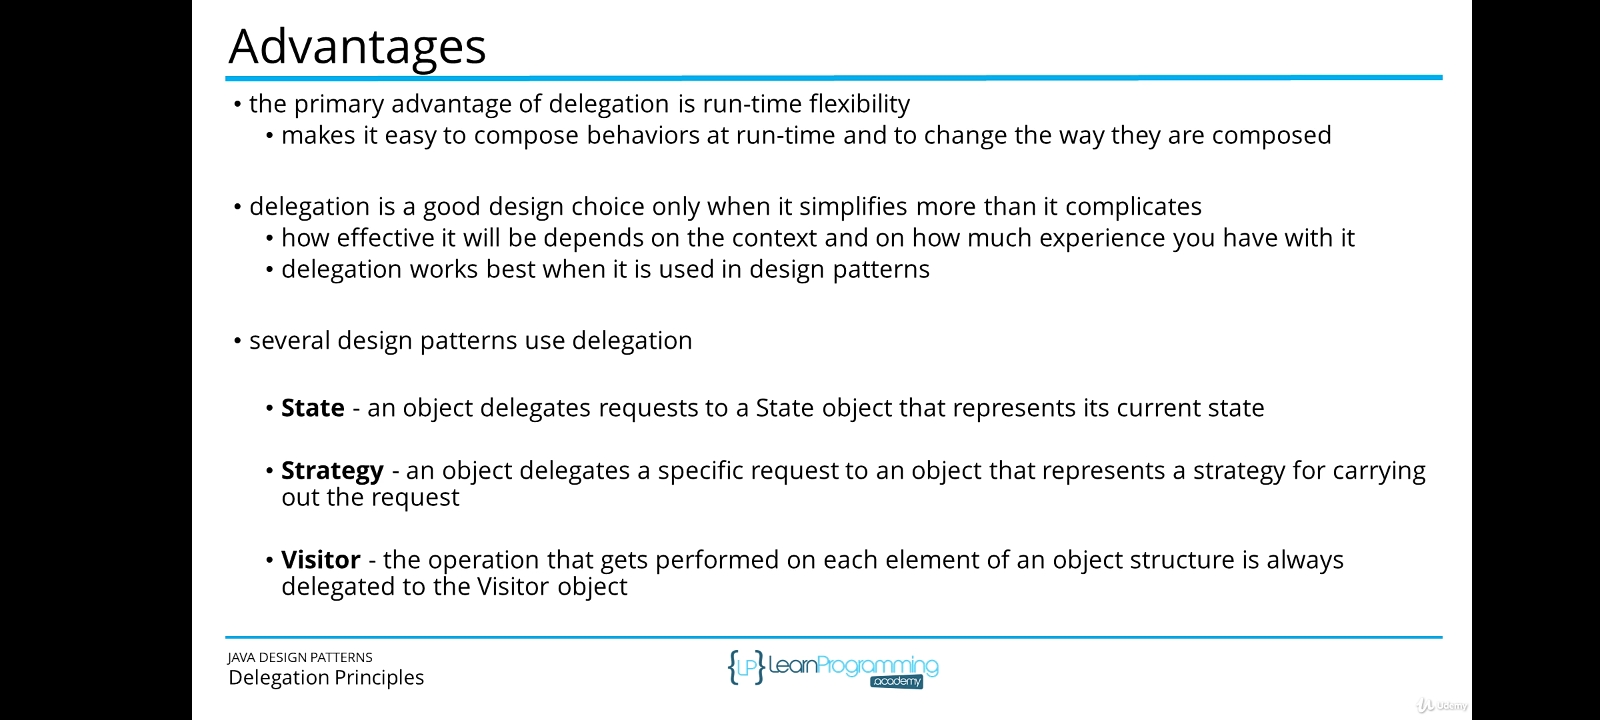 Advantages
• the primary advantage of delegation is run-time flexibility
• makes it easy to compose behaviors at run-time and to change the way they are composed
• delegation is a good design choice only when it simplifies more than it complicates
• how effective it will be depends on the context and on how much experience you have with it
• delegation works best when it is used in design patterns
• several design patterns use delegation
• State - an object delegates requests to a State object that represents its current state
• Strategy - an object delegates a specific request to an object that represents a strategy for carrying
out the request
• Visitor - the operation that gets performed on each element of an object structure is always
delegated to the Visitor object
JAVA DESIGN PATTERNS
Delegation Principles
{LP} LearnProgramming
academy
Udemy